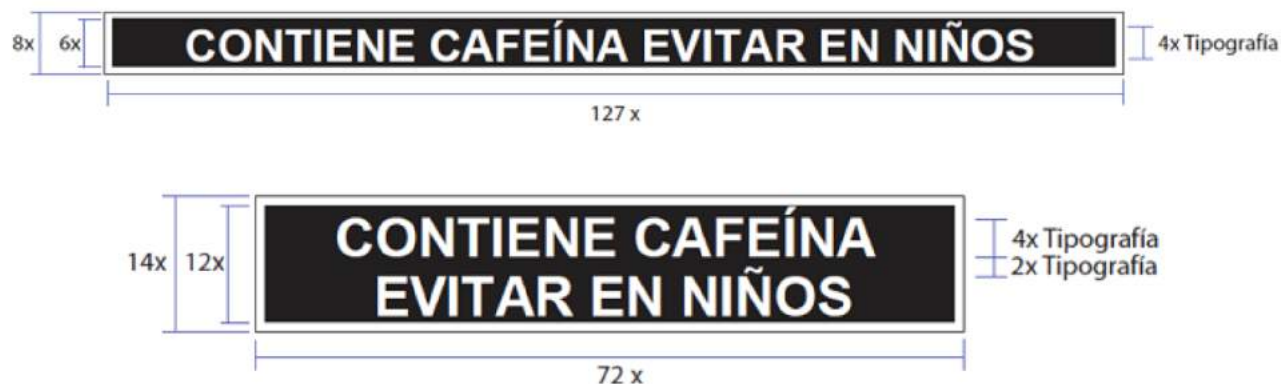 8x 6x CONTIENE CAFEÍNA EVITAR EN NIÑOS 4x Tipografía
127 x
CONTIENE CAFEÍNA
EVITAR EN NIÑOS
14x 12x
4x Tipografía
2x Tipografía
72 x